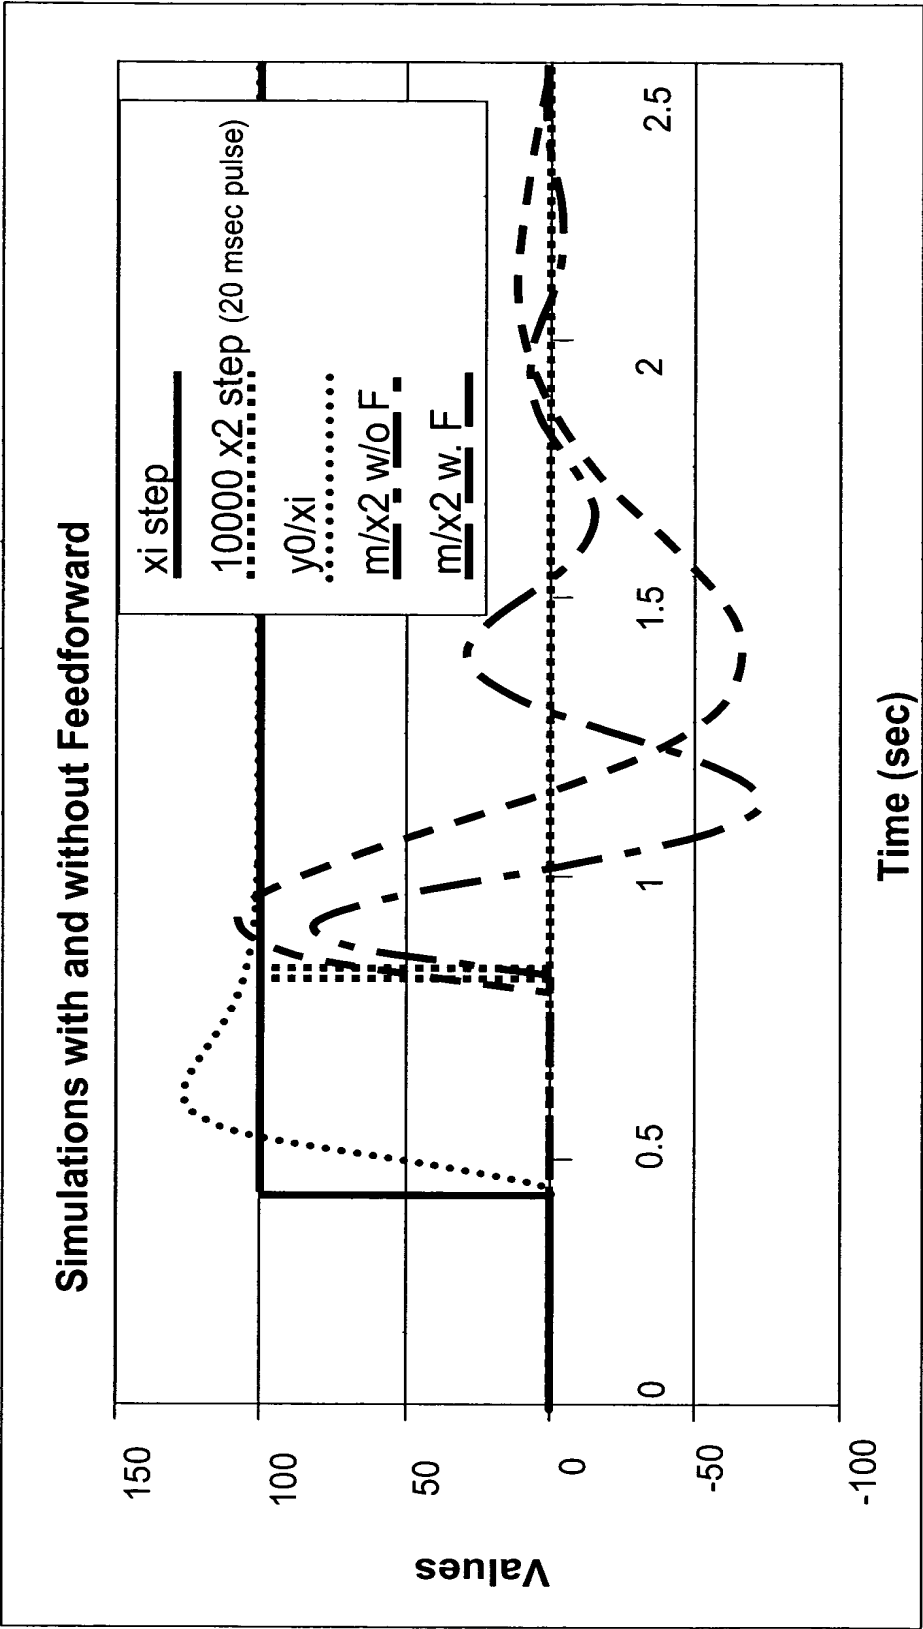 Simulations with and without Feedforward
Values
150
100
50
0
-50
-100
xi step
10000 x2 step (20 msec pulse)
y0/xi
m/x2 w/o F
m/x2 w. F
0
0.5
1
1.5
2
2.5
Time (sec)